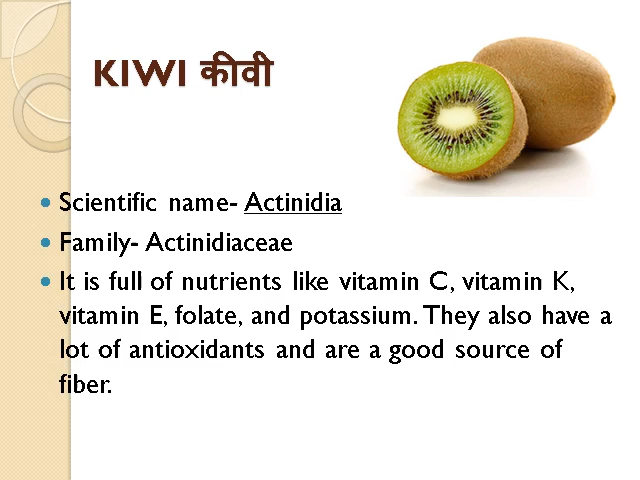 KIWI कीवी
Scientific name- Actinidia
Family- Actinidiaceae
It is full of nutrients like vitamin C, vitamin K,
vitamin E, folate, and potassium. They also have a
lot of antioxidants and are a good source of
fiber.